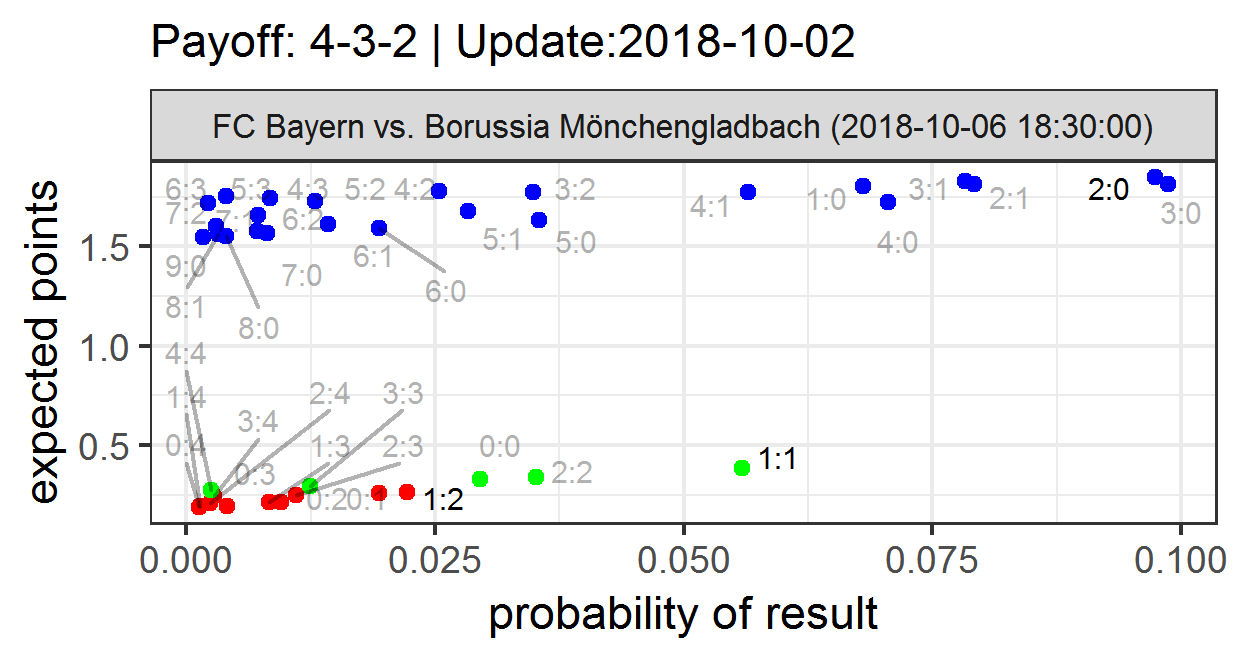 Payoff: 4-3-2 | Update:2018-10-02
FC Bayern vs. Borussia Mönchengladbach (2018-10-06 18:30:00)
expected points
1.5
1.0
0.5
6:3 5:3 4:3 5:2 4:2 3:2 4:1 1:0 3:1 2:1 2:0 3:0
7:2 7:1 6:2 5:1 5:0 4:0
9:0 7:0 6:1 6:0
8:1 8:0
4:4
1:4 3:4 2:4 3:3
0:4 0:3 1:3 2:3 0:0 2:2 1:1
0:2 0:1 1:2
0.000 0.025 0.050 0.075 0.100
probability of result